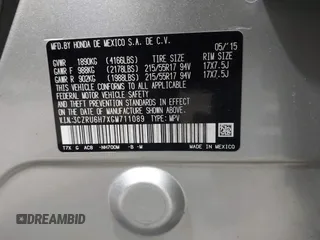 MFD.BY HONDA DE MEXICO S.A. DE C.V. 05/'15
GVWR 1890KG (4166LBS) TIRE SIZE RIM SIZE
GAWR F 988KG (2178LBS) 215/55R17 17X7.5J
GAWR R 902KG (1988LBS) 215/55R17 17X7.5J
THIS VEHICLE CONFORMS TO ALL APPLICABLE
FEDERAL MOTOR VEHICLE SAFETY AND THEFT
PREVENTION STANDARDS IN EFFECT ON THE DATE
OF MANUFACTURE SHOWN ABOVE.
V.I.N:3CZRU6H7XGM711089 TYPE: MPV
T7X G AC6 -NH700M -B -M MADE IN MEXICO
DREAMBID